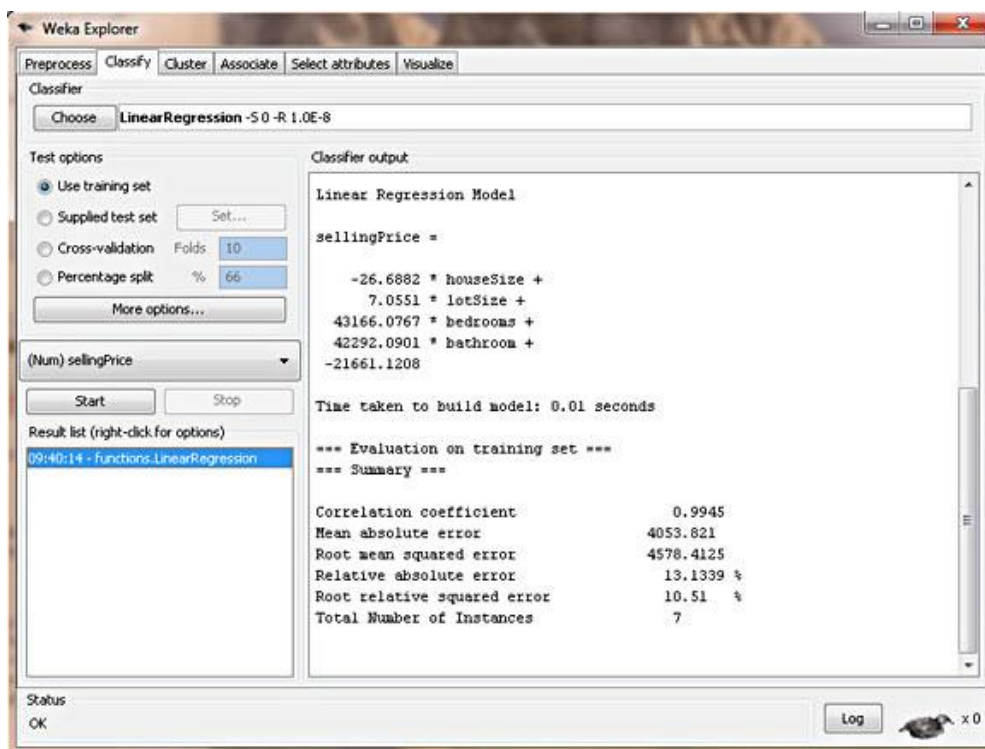 Weka Explorer
Preprocess Classify Cluster Associate Select attributes Visualize
Classifier
Choose LinearRegression -S 0 -R 1.0E-8
Test options
Use training set
Supplied test set Set...
Cross-validation Folds 10
Percentage split % 66
More options...
(Num) sellingPrice
Start Stop
Result list (right-click for options)
09:40:14 - functions.LinearRegression
Classifier output
Linear Regression Model
sellingPrice =
-26.6882 * houseSize +
7.0551 * lotSize +
43166.0767 * bedrooms +
42292.0901 * bathroom +
-21661.1208
Time taken to build model: 0.01 seconds
=== Evaluation on training set ===
=== Summary ===
Correlation coefficient 0.9945
Mean absolute error 4053.821
Root mean squared error 4578.4125
Relative absolute error 13.1339 %
Root relative squared error 10.51 %
Total Number of Instances 7
Status
OK
Log x 0